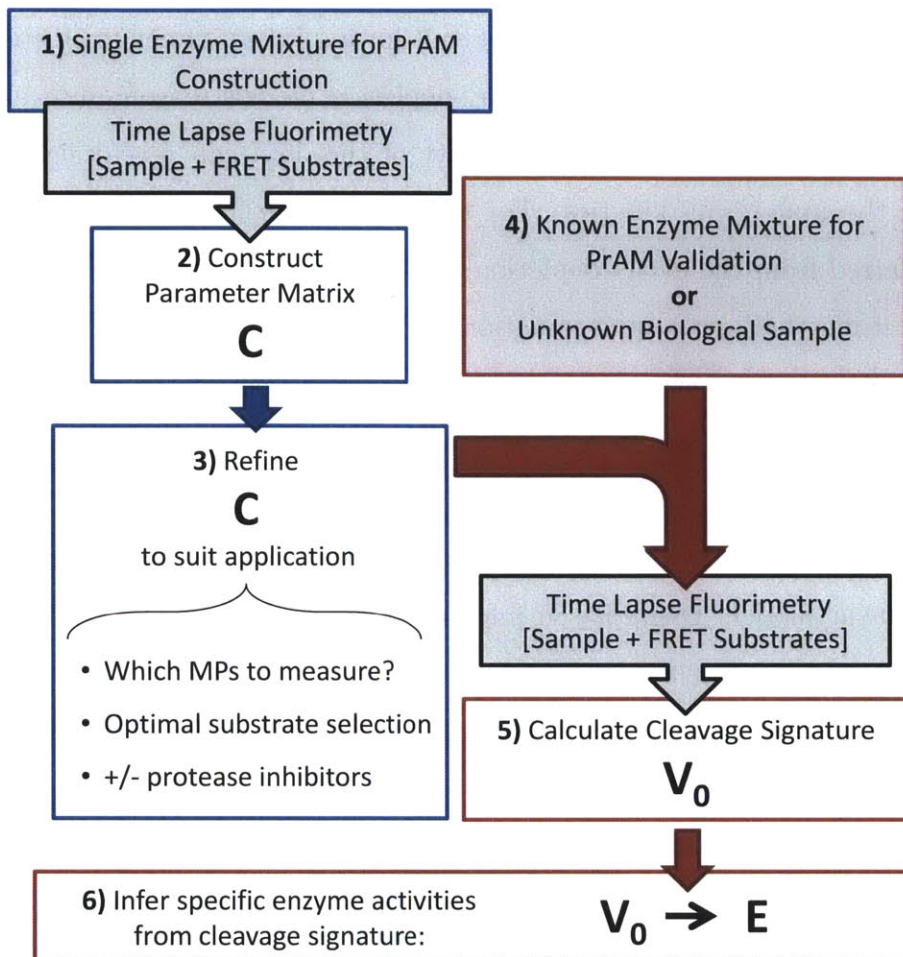 1) Single Enzyme Mixture for PrAM
Construction
Time Lapse Fluorimetry
[Sample + FRET Substrates]
2) Construct
Parameter Matrix
C
3) Refine
C
to suit application
• Which MPs to measure?
• Optimal substrate selection
• +/- protease inhibitors
4) Known Enzyme Mixture for
PrAM Validation
or
Unknown Biological Sample
Time Lapse Fluorimetry
[Sample + FRET Substrates]
5) Calculate Cleavage Signature
V₀
6) Infer specific enzyme activities
from cleavage signature:
V₀ → E